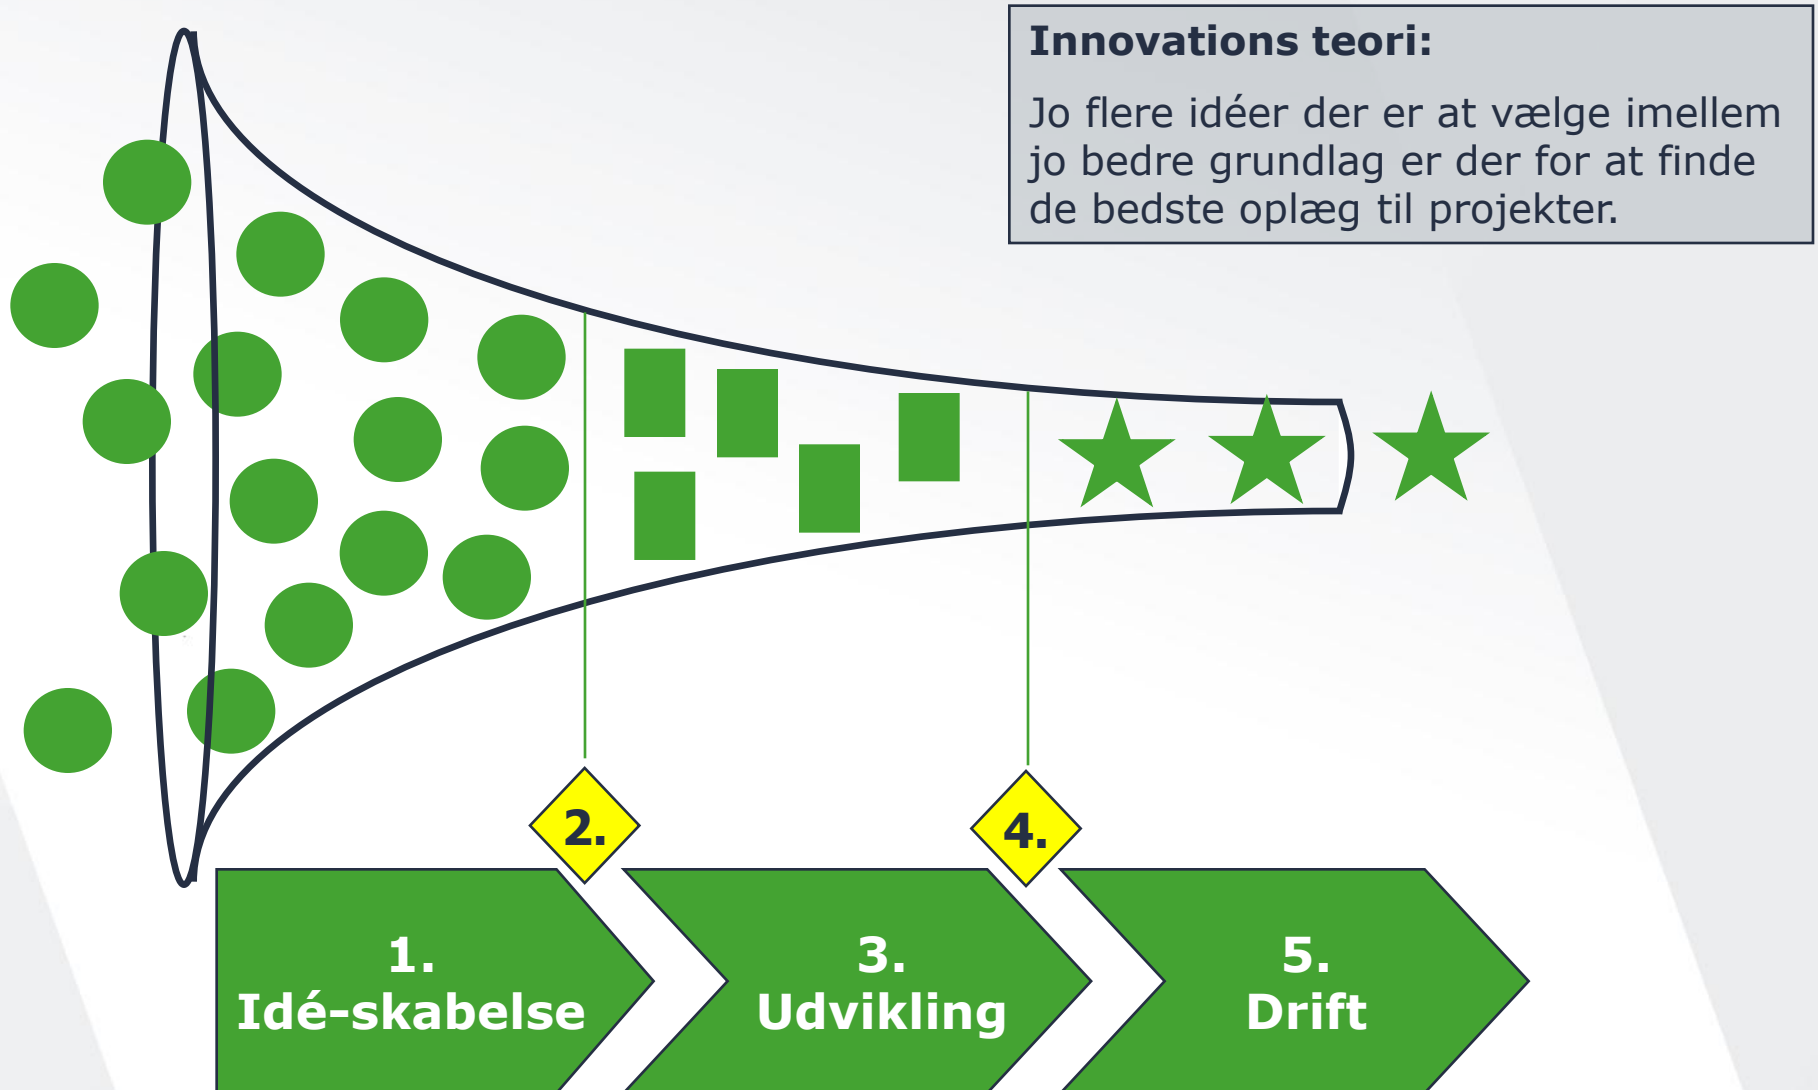 Innovations teori:
Jo flere idéer der er at vælge imellem
jo bedre grundlag er der for at finde
de bedste oplæg til projekter.
2.
4.
1.
Idé-skabelse
3.
Udvikling
5.
Drift